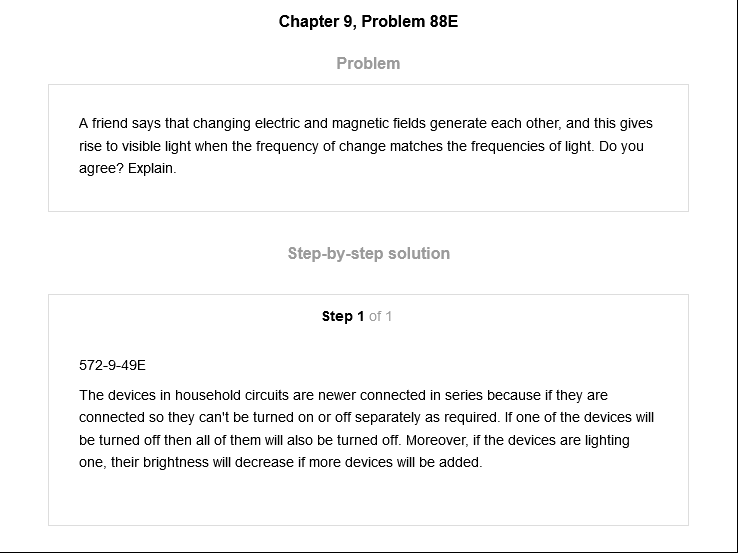 Chapter 9, Problem 88E
Problem
A friend says that changing electric and magnetic fields generate each other, and this gives
rise to visible light when the frequency of change matches the frequencies of light. Do you
agree? Explain.
Step-by-step solution
Step 1 of 1
572-9-49E
The devices in household circuits are newer connected in series because if they are
connected so they can't be turned on or off separately as required. If one of the devices will
be turned off then all of them will also be turned off. Moreover, if the devices are lighting
one, their brightness will decrease if more devices will be added.